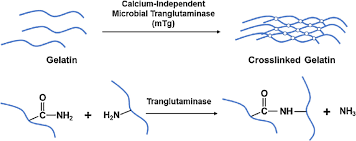 Calcium-Independent
Microbial Tranglutaminase
(mTg)
Gelatin
Crosslinked Gelatin
O
C-NH₂
+
H₂N
Tranglutaminase
O
C-NH
+ NH₃